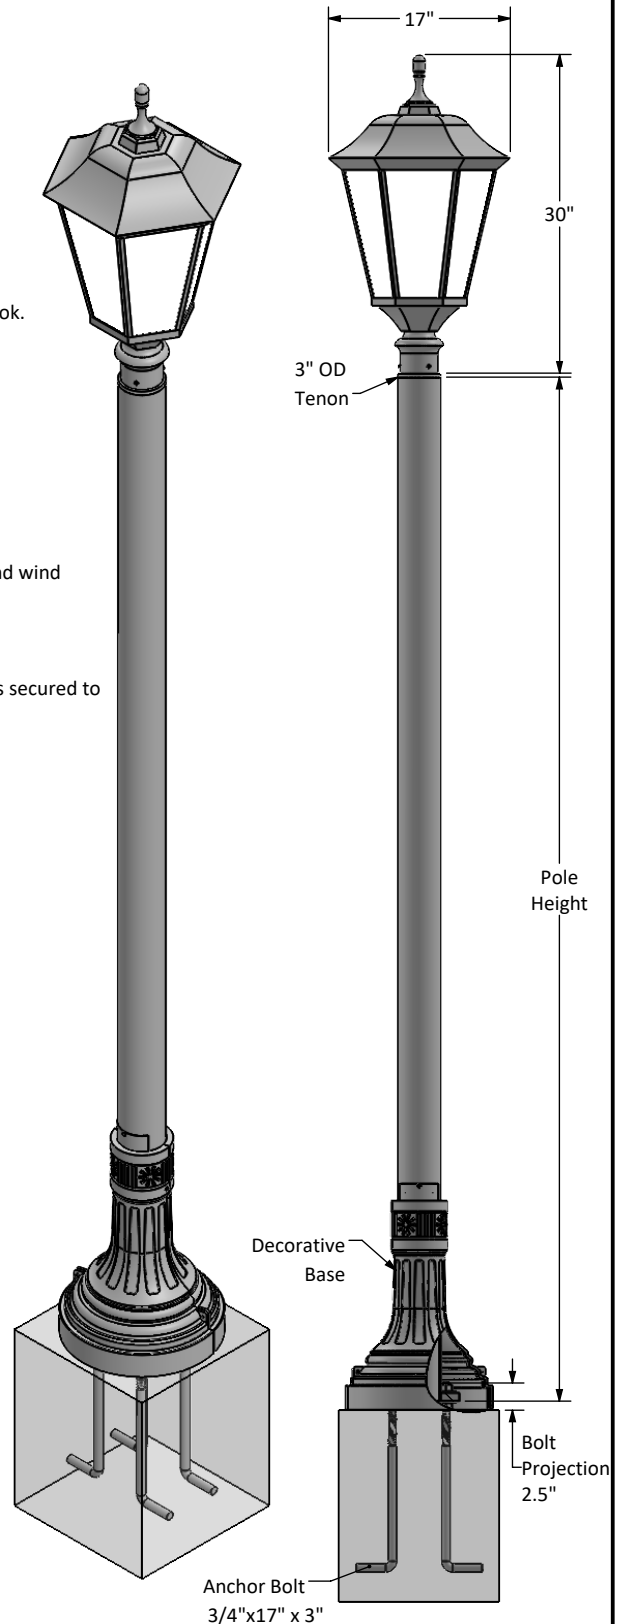 17"
30"
ok.
3" OD
Tenon
nd wind
s secured to
Pole
Height
Decorative
Base
Bolt
Projection
2.5"
Anchor Bolt
3/4"x17" x 3"